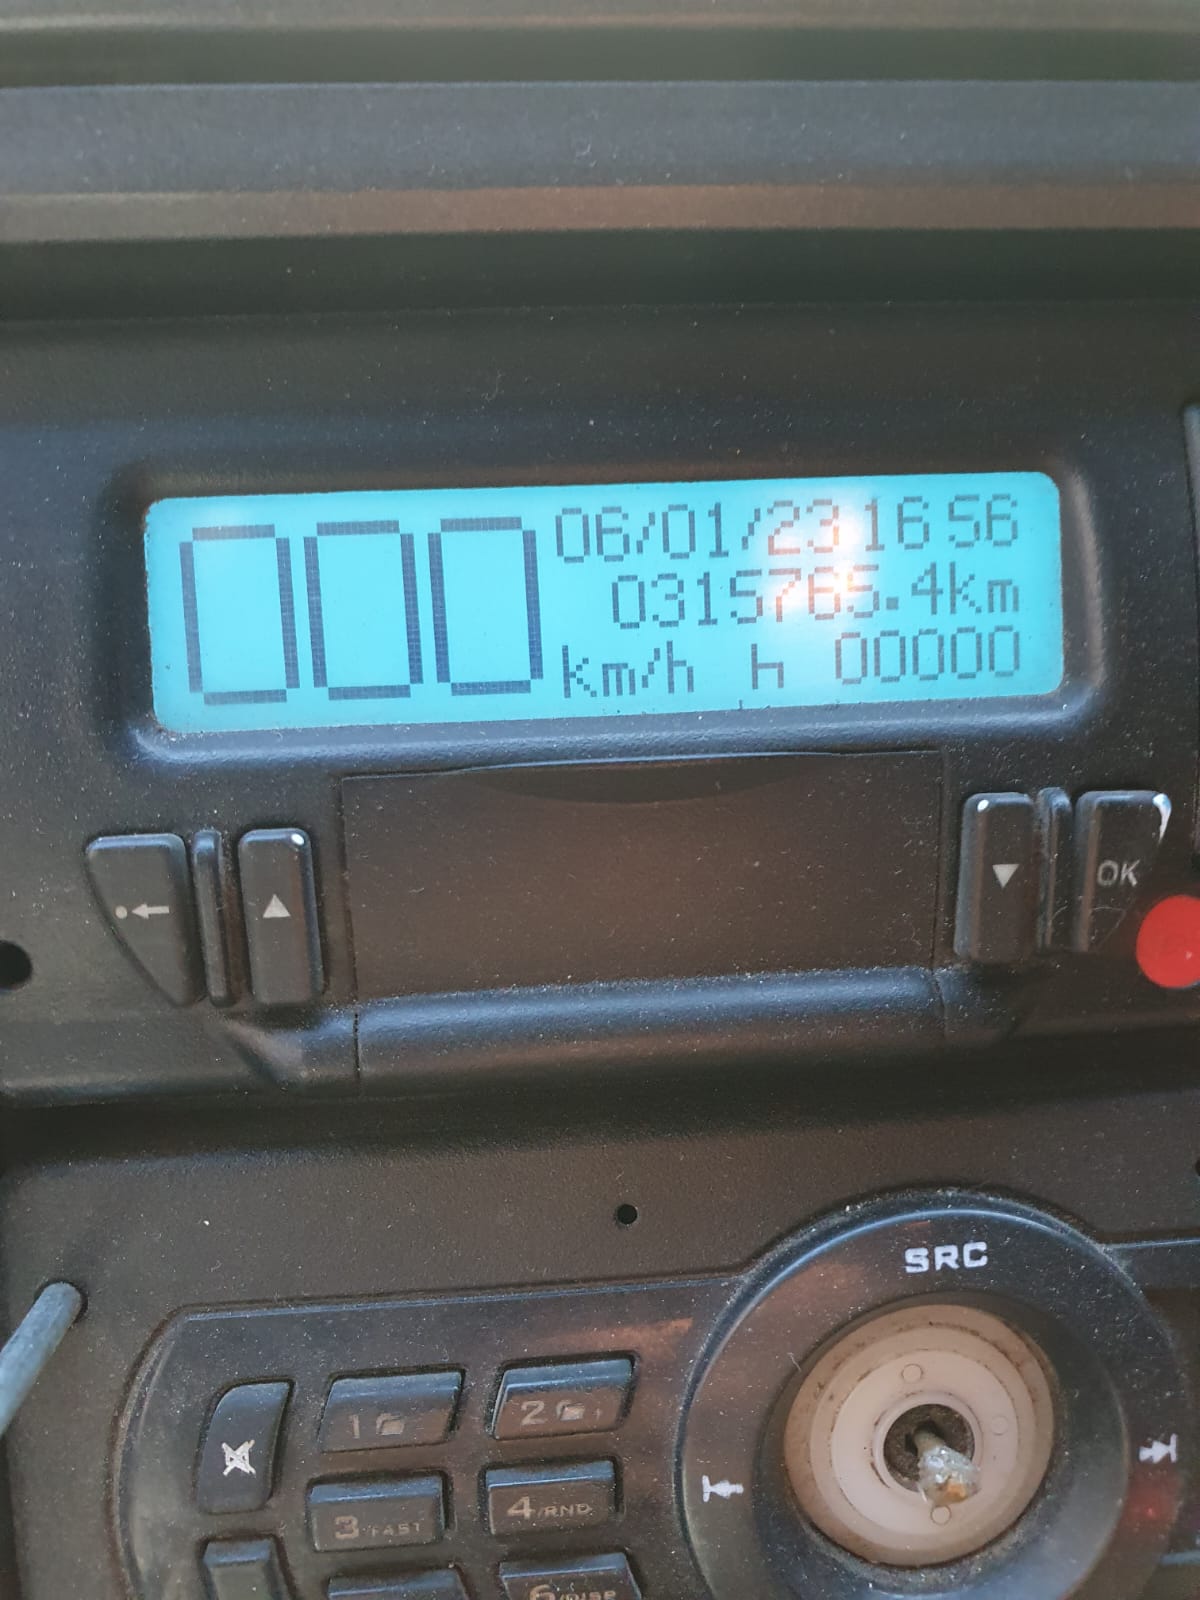 000
06/01/23 16 56
0315765.4km
km/h h 00000
OK
SRC
1
2
3/FAST
4/RND